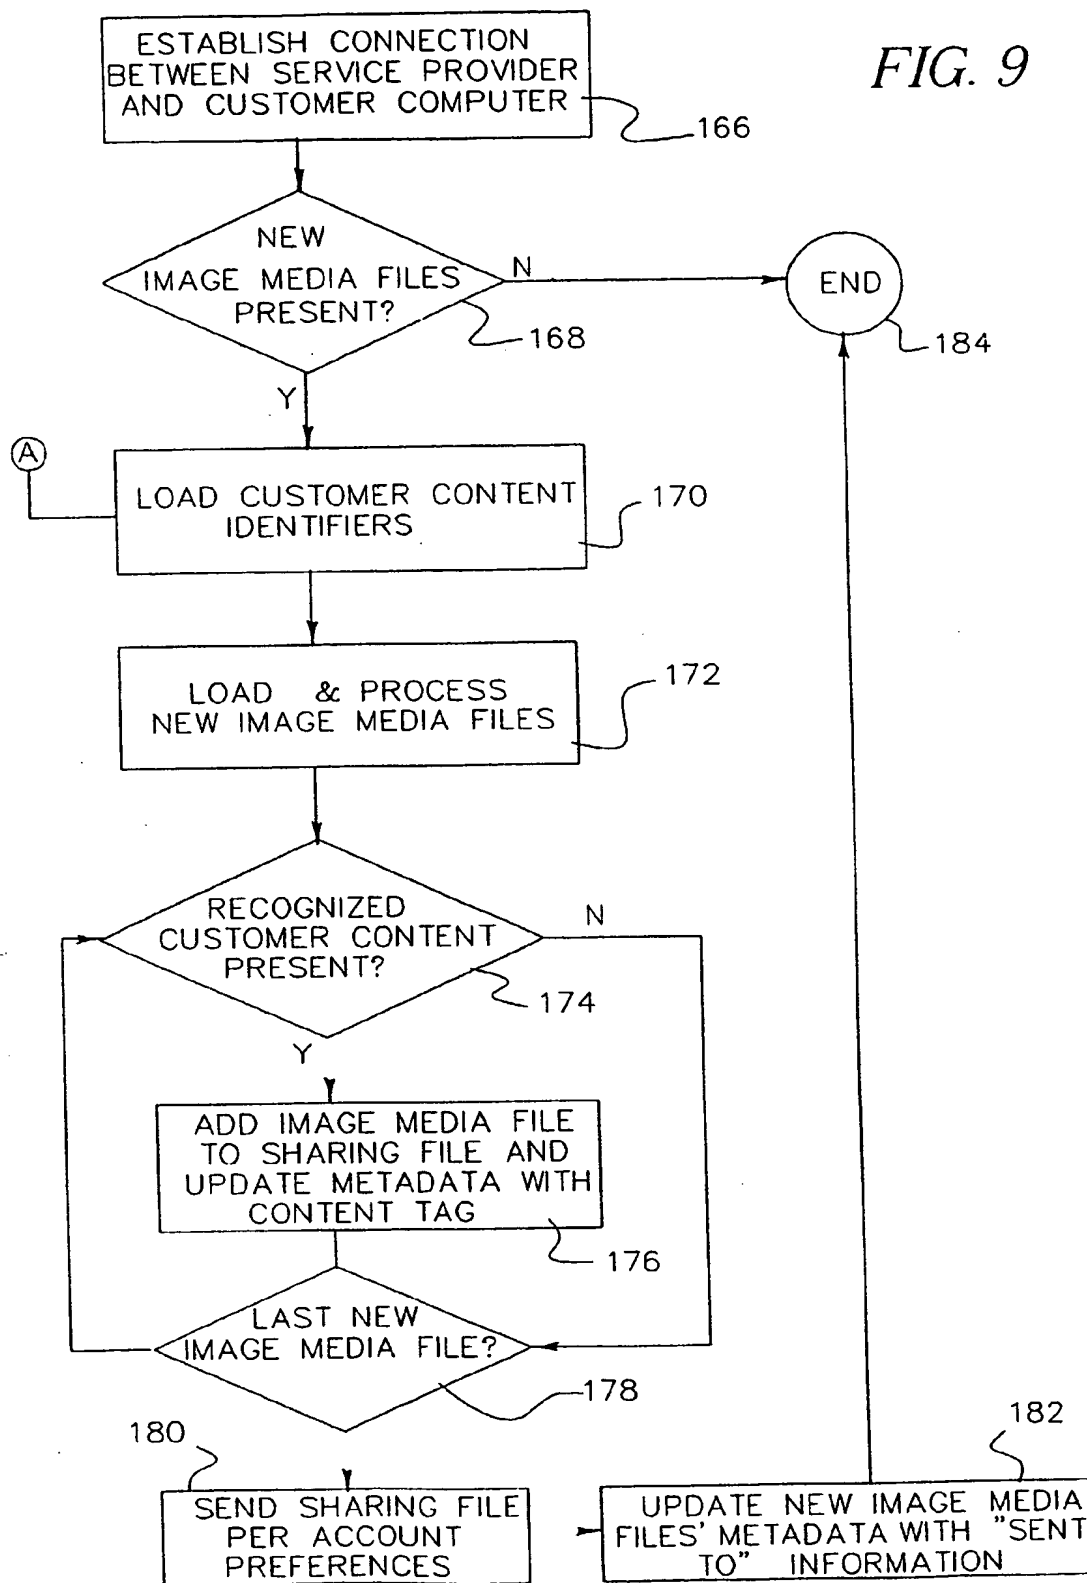 FIG. 9
ESTABLISH CONNECTION
BETWEEN SERVICE PROVIDER
AND CUSTOMER COMPUTER
166
NEW
IMAGE MEDIA FILES
PRESENT?
N
168
END
184
Y
A
LOAD CUSTOMER CONTENT
IDENTIFIERS
170
LOAD & PROCESS
NEW IMAGE MEDIA FILES
172
RECOGNIZED
CUSTOMER CONTENT
PRESENT?
N
174
Y
ADD IMAGE MEDIA FILE
TO SHARING FILE AND
UPDATE METADATA WITH
CONTENT TAG
176
LAST NEW
IMAGE MEDIA FILE?
178
180
SEND SHARING FILE
PER ACCOUNT
PREFERENCES
182
UPDATE NEW IMAGE MEDIA
FILES' METADATA WITH "SENT
TO" INFORMATION